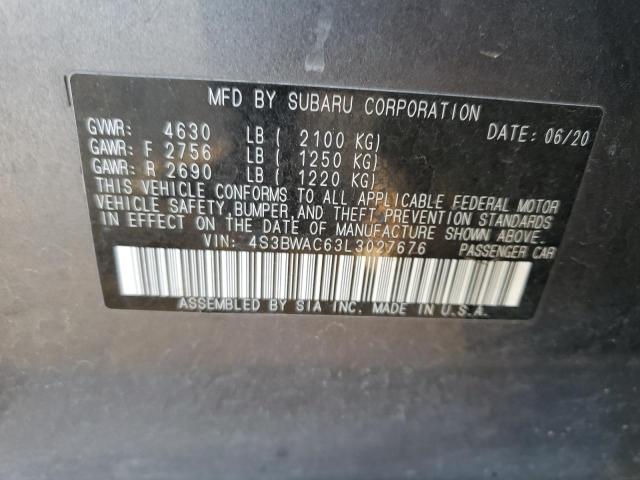 MFD BY SUBARU CORPORATION
GVWR: 4630 LB ( 2100 KG) DATE: 06/20
GAWR: F 2756 LB ( 1250 KG)
GAWR: R 2690 LB ( 1220 KG)
THIS VEHICLE CONFORMS TO ALL APPLICABLE FEDERAL MOTOR
VEHICLE SAFETY, BUMPER, AND THEFT PREVENTION STANDARDS
IN EFFECT ON THE DATE OF MANUFACTURE SHOWN ABOVE.
VIN: 4S3BWAC63L3027676 PASSENGER CAR
ASSEMBLED BY SIA INC. MADE IN U.S.A.